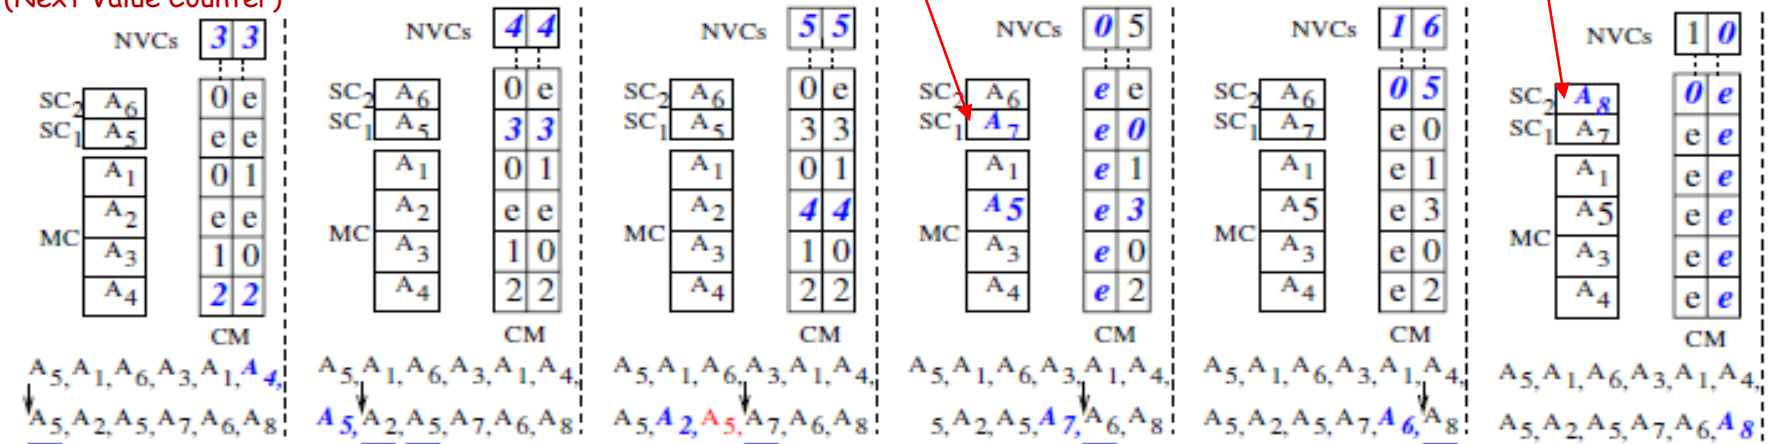 (Next Value Counter)
NVCs 3 3
SC2 A6 0 e
SC1 A5 e e
A1 0 1
A2 e e
MC
A3 1 0
A4 2 2
CM
A5, A1, A6, A3, A1, A4,
A5, A2, A5, A7, A6, A8
NVCs 4 4
SC2 A6 0 e
SC1 A5 3 3
A1 0 1
A2 e e
MC
A3 1 0
A4 2 2
CM
A5, A1, A6, A3, A1, A4,
A5, A2, A5, A7, A6, A8
NVCs 5 5
SC2 A6 0 e
SC1 A5 3 3
A1 0 1
A2 4 4
MC
A3 1 0
A4 2 2
CM
A5, A1, A6, A3, A1, A4,
A5, A2, A5, A7, A6, A8
NVCs 0 5
SC2 A6 e e
SC1 A7 e 0
A1 e 1
A5 e 3
MC
A3 e 0
A4 e 2
CM
A5, A1, A6, A3, A1, A4,
5, A2, A5, A7, A6, A8
NVCs 1 6
SC2 A6 0 5
SC1 A7 e 0
A1 e 1
A5 e 3
MC
A3 e 0
A4 e 2
CM
A5, A1, A6, A3, A1, A4,
A5, A2, A5, A7, A6, A8
NVCs 1 0
SC2 A8 0 e
SC1 A7 e e
A1 e e
A5 e e
MC
A3 e e
A4 e e
CM
A5, A1, A6, A3, A1, A4,
A5, A2, A5, A7, A6, A8